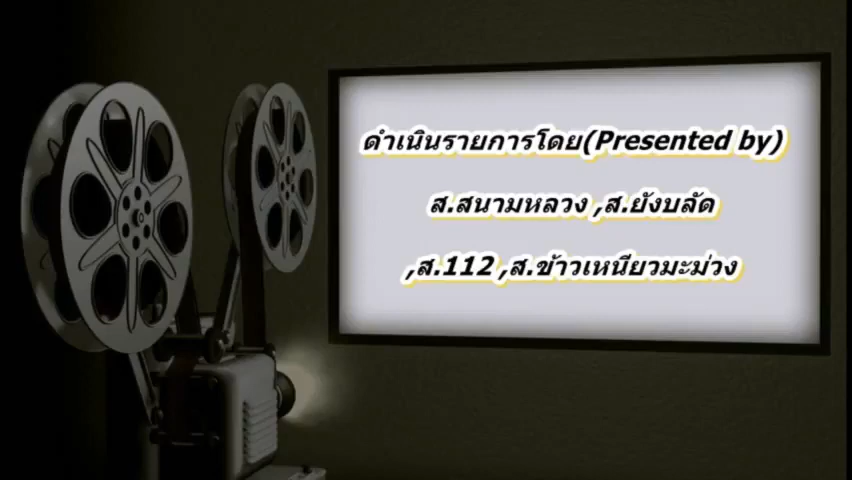 ดำเนินรายการโดย(Presented by)
ส.สนามหลวง ,ส.ยังบลัด
,ส.112 ,ส.ข้าวเหนียวมะม่วง